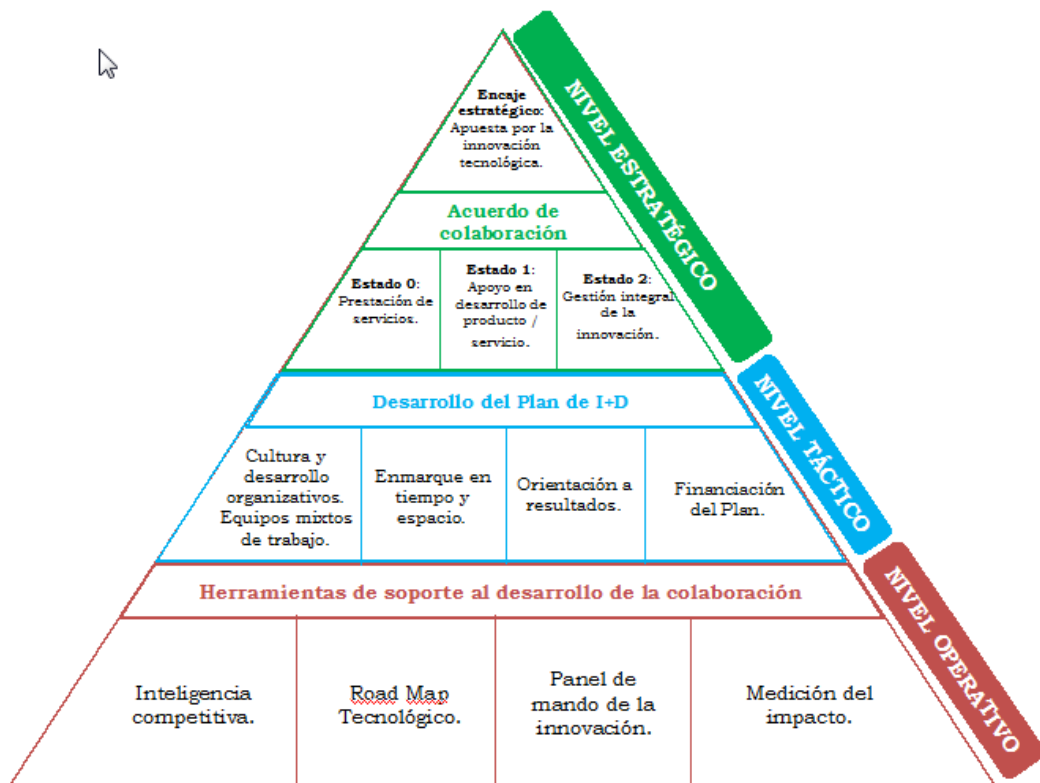 Encaje
estratégico:
Apuesta por la
innovación
tecnológica.
Acuerdo de
colaboración
Estado 0:
Prestación de
servicios.
Estado 1:
Apoyo en
desarrollo de
producto /
servicio.
Estado 2:
Gestión integral
de la
innovación.
NIVEL ESTRATÉGICO
Desarrollo del Plan de I+D
Cultura y
desarrollo
organizativos.
Equipos mixtos
de trabajo.
Enmarque en
tiempo y
espacio.
Orientación a
resultados.
Financiación
del Plan.
NIVEL TÁCTICO
Herramientas de soporte al desarrollo de la colaboración
Inteligencia
competitiva.
Road Map
Tecnológico.
Panel de
mando de la
innovación.
Medición del
impacto.
NIVEL OPERATIVO